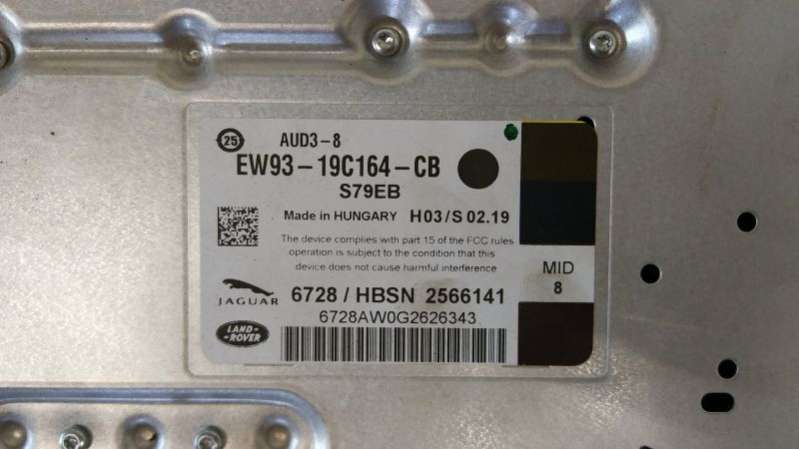 25 AUD3-8
EW93-19C164-CB
S79EB
Made in HUNGARY H03/S 02.19
The device complies with part 15 of the FCC rules
operation is subject to the condition that this
device does not cause harmful interference
MID
8
JAGUAR 6728 / HBSN 2566141
6728AW0G2626343
LAND-
-ROVER